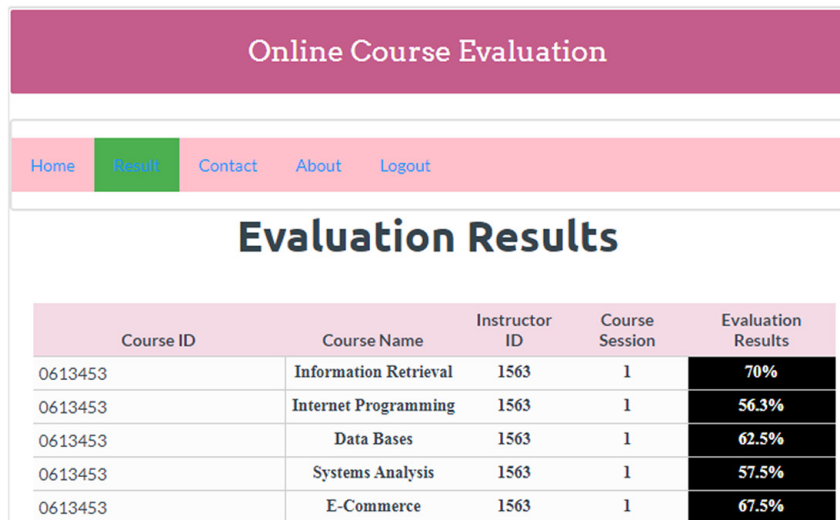 Online Course Evaluation
Home Result Contact About Logout
Evaluation Results
Course ID Course Name Instructor ID Course Session Evaluation Results
0613453 Information Retrieval 1563 1 70%
0613453 Internet Programming 1563 1 56.3%
0613453 Data Bases 1563 1 62.5%
0613453 Systems Analysis 1563 1 57.5%
0613453 E-Commerce 1563 1 67.5%